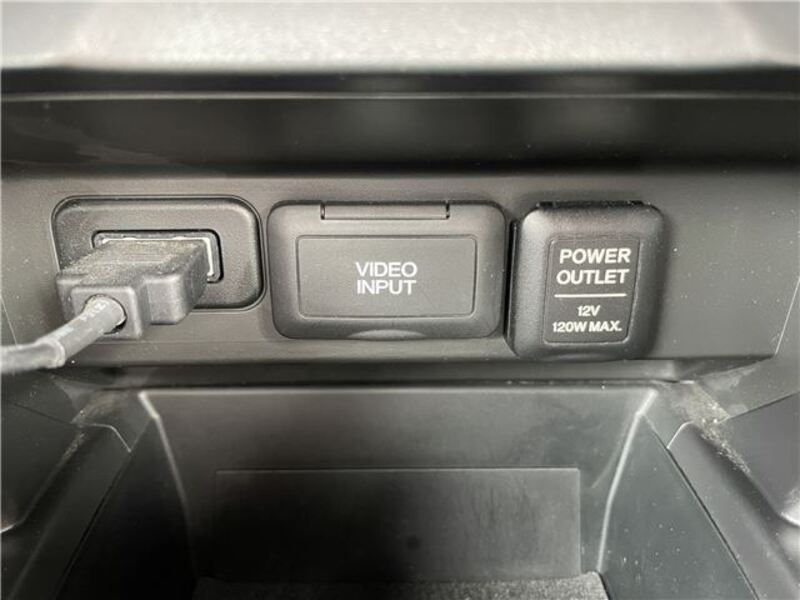 VIDEO
INPUT
POWER
OUTLET
12V
120W MAX.